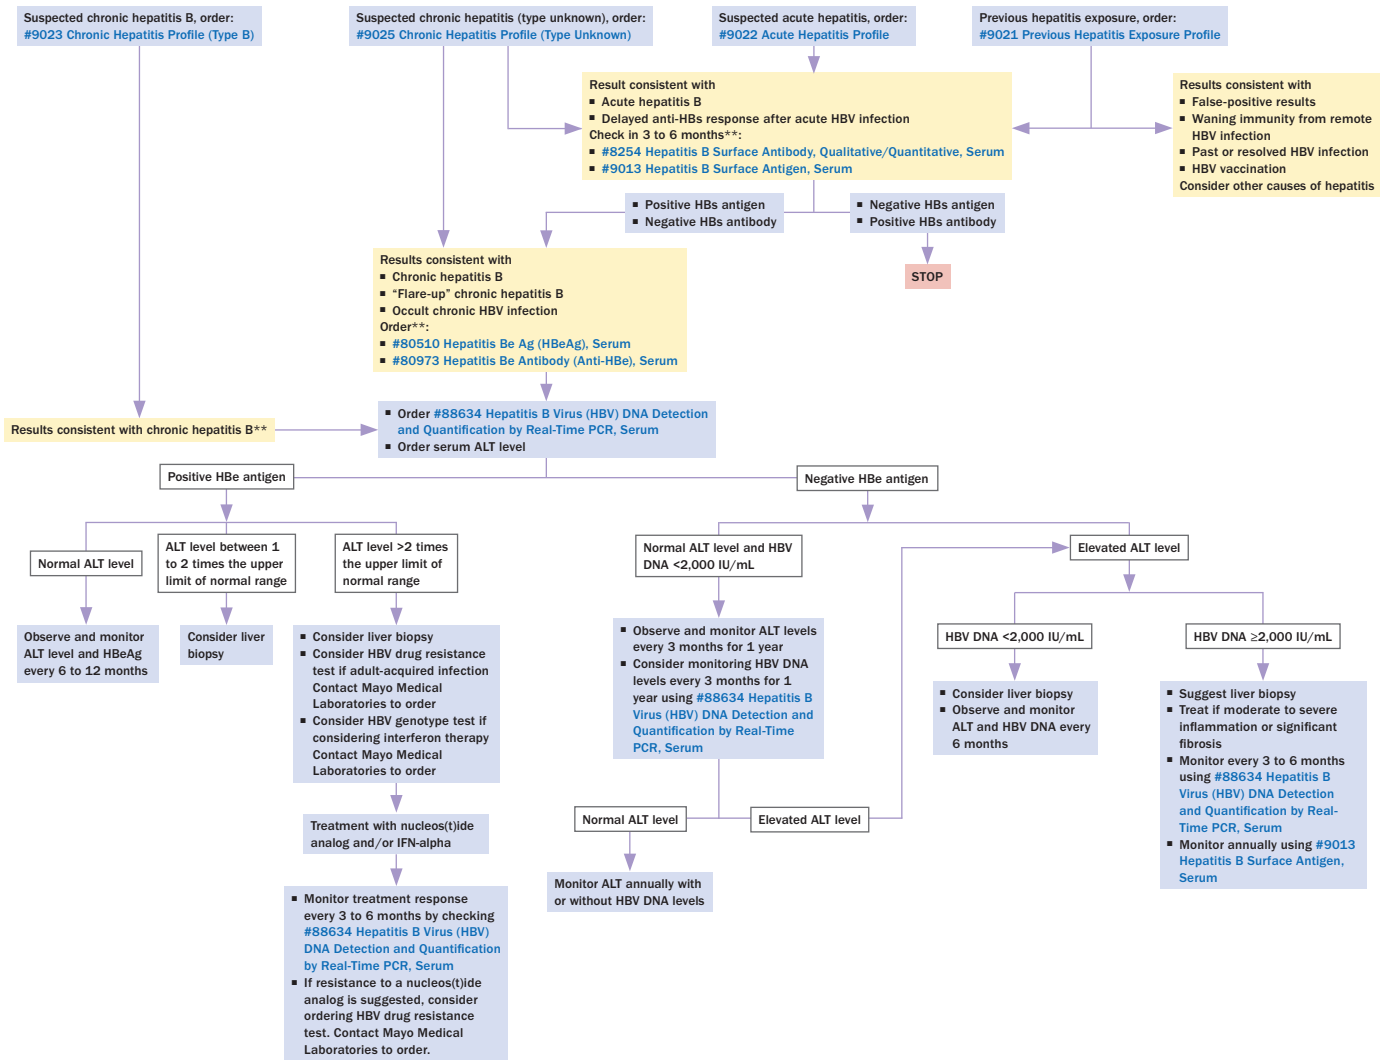 Suspected chronic hepatitis B, order:
#9023 Chronic Hepatitis Profile (Type B)
Suspected chronic hepatitis (type unknown), order:
#9025 Chronic Hepatitis Profile (Type Unknown)
Suspected acute hepatitis, order:
#9022 Acute Hepatitis Profile
Previous hepatitis exposure, order:
#9021 Previous Hepatitis Exposure Profile
Result consistent with
▪ Acute hepatitis B
▪ Delayed anti-HBs response after acute HBV infection
Check in 3 to 6 months**:
▪ #8254 Hepatitis B Surface Antibody, Qualitative/Quantitative, Serum
▪ #9013 Hepatitis B Surface Antigen, Serum
Results consistent with
▪ False-positive results
▪ Waning immunity from remote
HBV infection
▪ Past or resolved HBV infection
▪ HBV vaccination
Consider other causes of hepatitis
▪ Positive HBs antigen
▪ Negative HBs antibody
▪ Negative HBs antigen
▪ Positive HBs antibody
STOP
Results consistent with
▪ Chronic hepatitis B
▪ “Flare-up” chronic hepatitis B
▪ Occult chronic HBV infection
Order**:
▪ #80510 Hepatitis Be Ag (HBeAg), Serum
▪ #80973 Hepatitis Be Antibody (Anti-HBe), Serum
Results consistent with chronic hepatitis B**
▪ Order #88634 Hepatitis B Virus (HBV) DNA Detection
and Quantification by Real-Time PCR, Serum
▪ Order serum ALT level
Positive HBe antigen
Negative HBe antigen
Normal ALT level
ALT level between 1
to 2 times the upper
limit of normal range
ALT level >2 times
the upper limit of
normal range
Normal ALT level and HBV
DNA <2,000 IU/mL
Elevated ALT level
Observe and monitor
ALT level and HBeAg
every 6 to 12 months
Consider liver
biopsy
▪ Consider liver biopsy
▪ Consider HBV drug resistance
test if adult-acquired infection
Contact Mayo Medical
Laboratories to order
▪ Consider HBV genotype test if
considering interferon therapy
Contact Mayo Medical
Laboratories to order
▪ Observe and monitor ALT levels
every 3 months for 1 year
▪ Consider monitoring HBV DNA
levels every 3 months for 1
year using #88634 Hepatitis B
Virus (HBV) DNA Detection and
Quantification by Real-Time
PCR, Serum
HBV DNA <2,000 IU/mL
HBV DNA ≥2,000 IU/mL
▪ Consider liver biopsy
▪ Observe and monitor
ALT and HBV DNA every
6 months
▪ Suggest liver biopsy
▪ Treat if moderate to severe
inflammation or significant
fibrosis
▪ Monitor every 3 to 6 months
using #88634 Hepatitis B
Virus (HBV) DNA Detection
and Quantification by Real-
Time PCR, Serum
▪ Monitor annually using #9013
Hepatitis B Surface Antigen,
Serum
Treatment with nucleos(t)ide
analog and/or IFN-alpha
Normal ALT level
Elevated ALT level
Monitor ALT annually with
or without HBV DNA levels
▪ Monitor treatment response
every 3 to 6 months by checking
#88634 Hepatitis B Virus (HBV)
DNA Detection and Quantification
by Real-Time PCR, Serum
▪ If resistance to a nucleos(t)ide
analog is suggested, consider
ordering HBV drug resistance
test. Contact Mayo Medical
Laboratories to order.